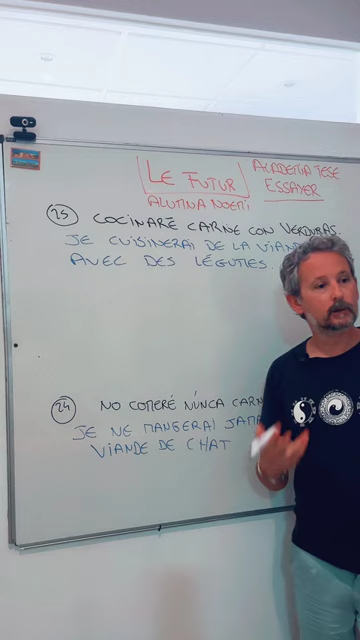 LE FUTUR
ACADEMIA TESE
ESSAYER
ALUMNA NOEMI
25 COCINARÉ CARNE CON VERDURAS.
JE CUISINERAI DE LA VIAND
AVEC DES LÉGUMES.
24 NO COMERÉ NUNCA CARN
JE NE MANGERAI JAMA
VIANDE DE CHAT